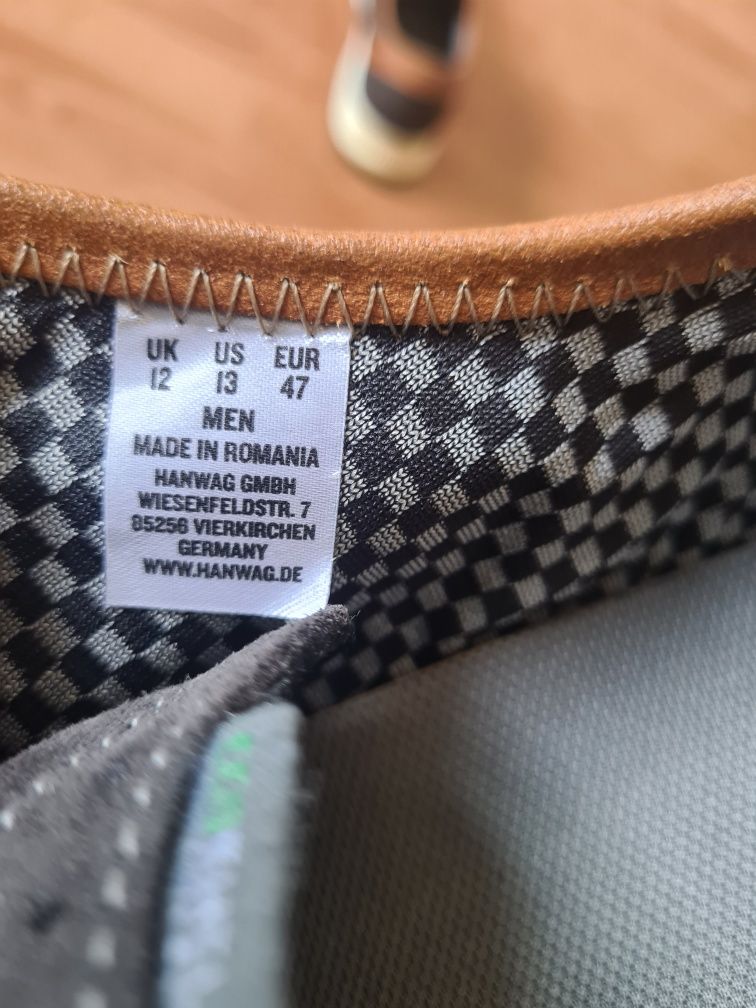 UK US EUR
12 13 47
MEN
MADE IN ROMANIA
HANWAG GMBH
WIESENFELDSTR. 7
85256 VIERKIRCHEN
GERMANY
WWW.HANWAG.DE